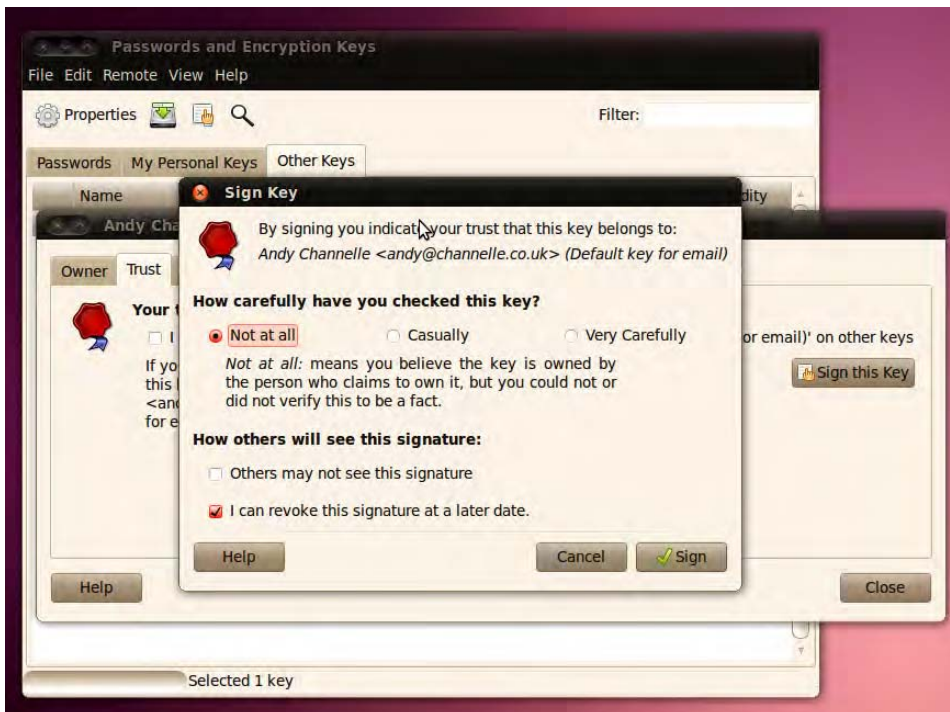 Passwords and Encryption Keys
File Edit Remote View Help
Properties
Filter:
Passwords My Personal Keys Other Keys
Name
Sign Key
By signing you indicate your trust that this key belongs to:
Andy Channelle <andy@channelle.co.uk> (Default key for email)
How carefully have you checked this key?
Not at all Casually Very Carefully
Not at all: means you believe the key is owned by
the person who claims to own it, but you could not or
did not verify this to be a fact.
How others will see this signature:
Others may not see this signature
I can revoke this signature at a later date.
Help Cancel Sign
Andy
Owner Trust
Your
I
or email)' on other keys
If
this
for
Sign this Key
Help Close
Selected 1 key